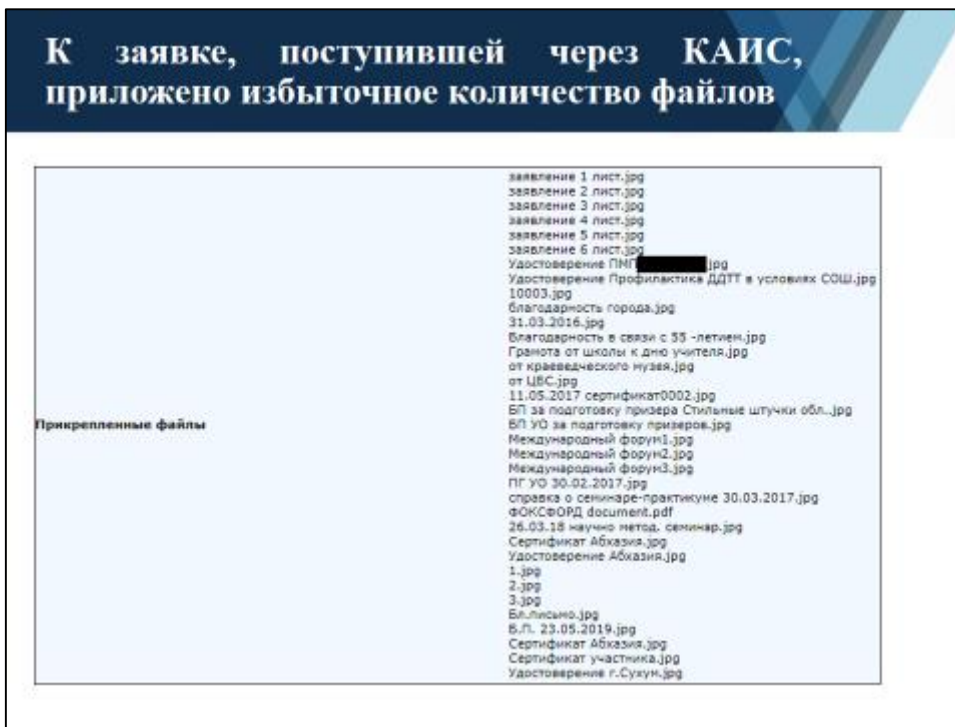 К заявке, поступившей через КАИС,
приложено избыточное количество файлов
Прикрепленные файлы
заявление 1 лист.jpg
заявление 2 лист.jpg
заявление 3 лист.jpg
заявление 4 лист.jpg
заявление 5 лист.jpg
заявление 6 лист.jpg
Удостоверение ПМП .jpg
Удостоверение Профилактика ДДТТ в условиях СОШ.jpg
10003.jpg
благодарность города.jpg
31.03.2016.jpg
Благодарность в связи с 55 -летием.jpg
Грамота от школы к дню учителя.jpg
от краеведческого музея.jpg
от ЦБС.jpg
11.05.2017 сертификат0002.jpg
БП за подготовку призера Стильные штучки обл..jpg
БП УО за подготовку призеров.jpg
Международный форум1.jpg
Международный форум2.jpg
Международный форум3.jpg
ПГ УО 30.02.2017.jpg
справка о семинаре-практикуме 30.03.2017.jpg
ФОКСФОРД document.pdf
26.03.18 научно метод. семинар.jpg
Сертификат Абхазия.jpg
Удостоверение Абхазия.jpg
1.jpg
2.jpg
3.jpg
Бл.письмо.jpg
Б.П. 23.05.2019.jpg
Сертификат Абхазия.jpg
Сертификат участника.jpg
Удостоверение г.Сухум.jpg